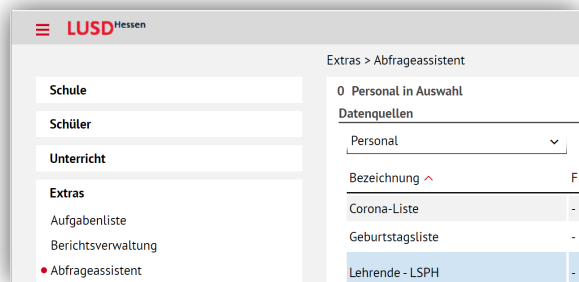 LUSD Hessen
Extras > Abfrageassistent
Schule
Schüler
Unterricht
Extras
Aufgabenliste
Berichtsverwaltung
Abfrageassistent
0 Personal in Auswahl
Datenquellen
Personal
Bezeichnung F
Corona-Liste -
Geburtstagsliste -
Lehrende - LSPH -